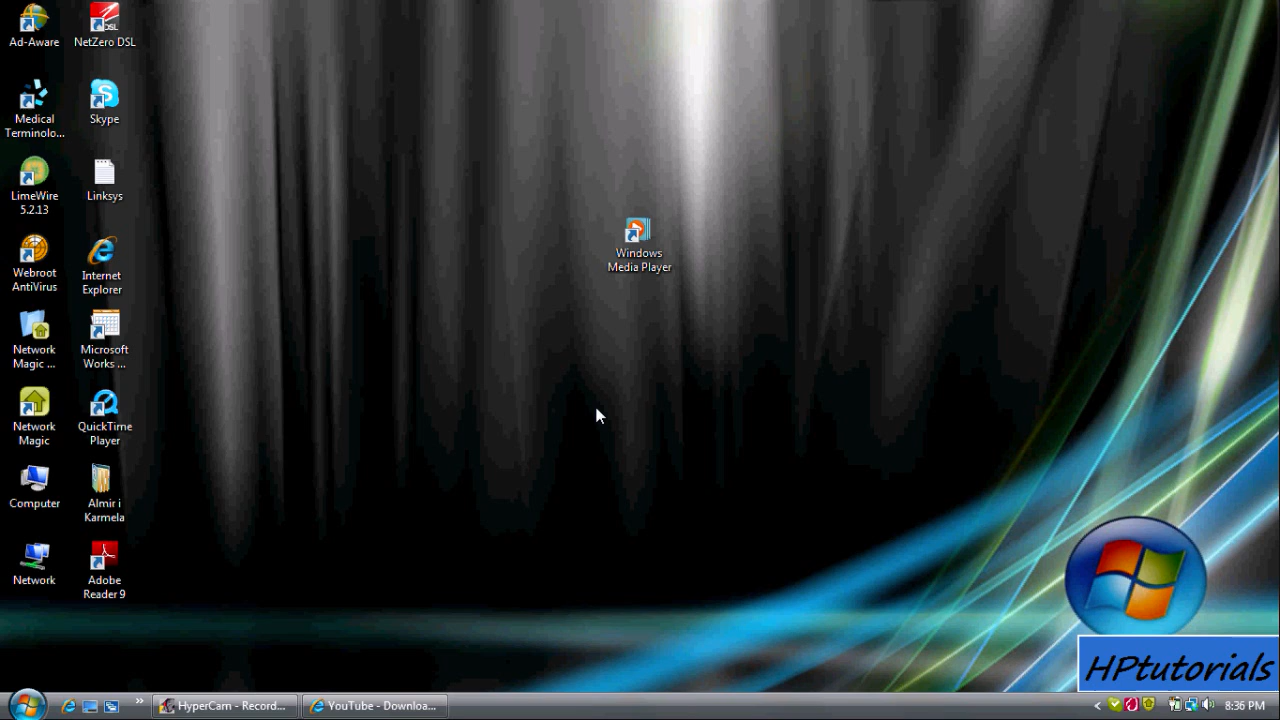 Ad-Aware
NetZero DSL
Medical
Terminolo...
Skype
LimeWire
5.2.13
Linksys
Webroot
AntiVirus
Internet
Explorer
Network
Magic ...
Microsoft
Works ...
Network
Magic
QuickTime
Player
Computer
Almir i
Karmela
Network
Adobe
Reader 9
Windows
Media Player
HPtutorials
HyperCam - Record...
YouTube - Downloa...
8:36 PM